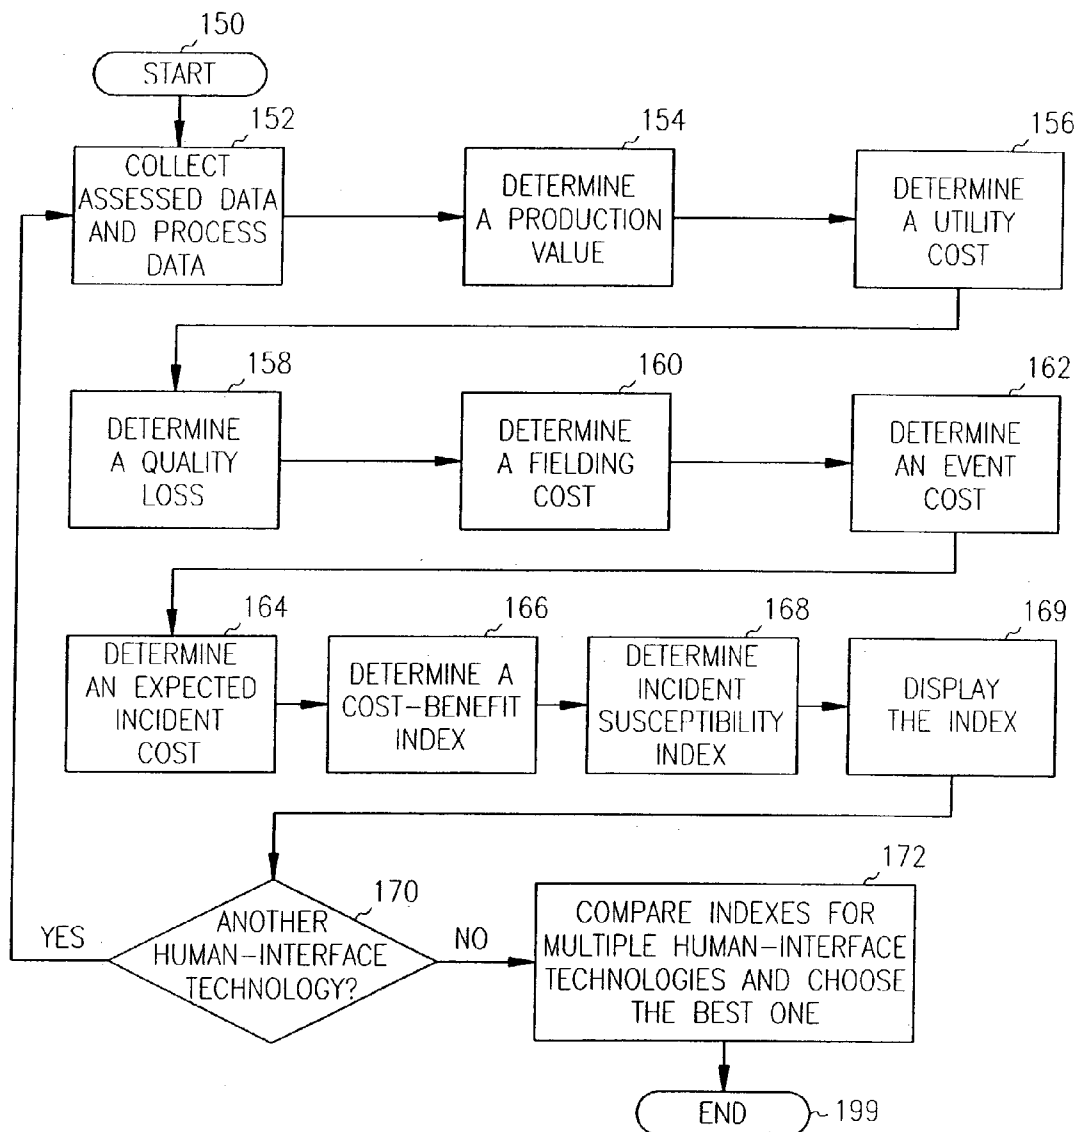 150
START
152
COLLECT
ASSESSED DATA
AND PROCESS
DATA
154
DETERMINE
A PRODUCTION
VALUE
156
DETERMINE
A UTILITY
COST
158
DETERMINE
A QUALITY
LOSS
160
DETERMINE
A FIELDING
COST
162
DETERMINE
AN EVENT
COST
164
DETERMINE
AN EXPECTED
INCIDENT
COST
166
DETERMINE A
COST-BENEFIT
INDEX
168
DETERMINE
INCIDENT
SUSCEPTIBILITY
INDEX
169
DISPLAY
THE INDEX
170
ANOTHER
HUMAN-INTERFACE
TECHNOLOGY?
YES
NO
172
COMPARE INDEXES FOR
MULTIPLE HUMAN-INTERFACE
TECHNOLOGIES AND CHOOSE
THE BEST ONE
END
199